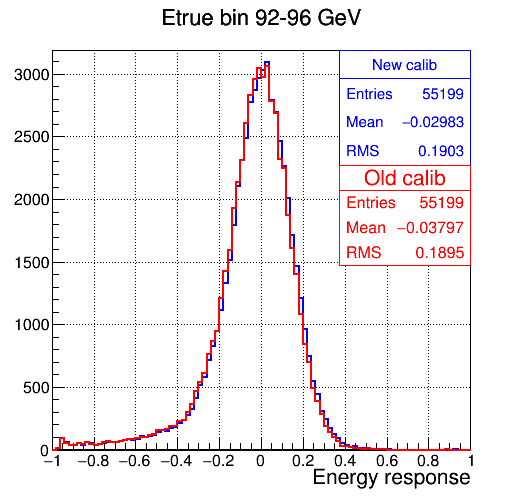 Etrue bin 92-96 GeV
New calib
Entries 55199
Mean −0.02983
RMS 0.1903
Old calib
Entries 55199
Mean −0.03797
RMS 0.1895
3000
2500
2000
1500
1000
500
0
−1 −0.8 −0.6 −0.4 −0.2 0 0.2 0.4 0.6 0.8 1
Energy response